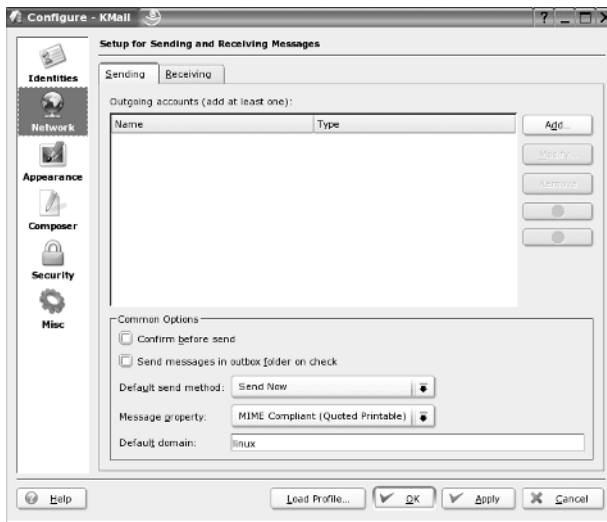 Configure - KMail
Setup for Sending and Receiving Messages
Identities
Network
Appearance
Composer
Security
Misc
Sending
Receiving
Outgoing accounts (add at least one):
Name
Type
Add...
Modify...
Remove
Common Options
Confirm before send
Send messages in outbox folder on check
Default send method:
Send Now
Message property:
MIME Compliant (Quoted Printable)
Default domain:
linux
Help
Load Profile...
OK
Apply
Cancel